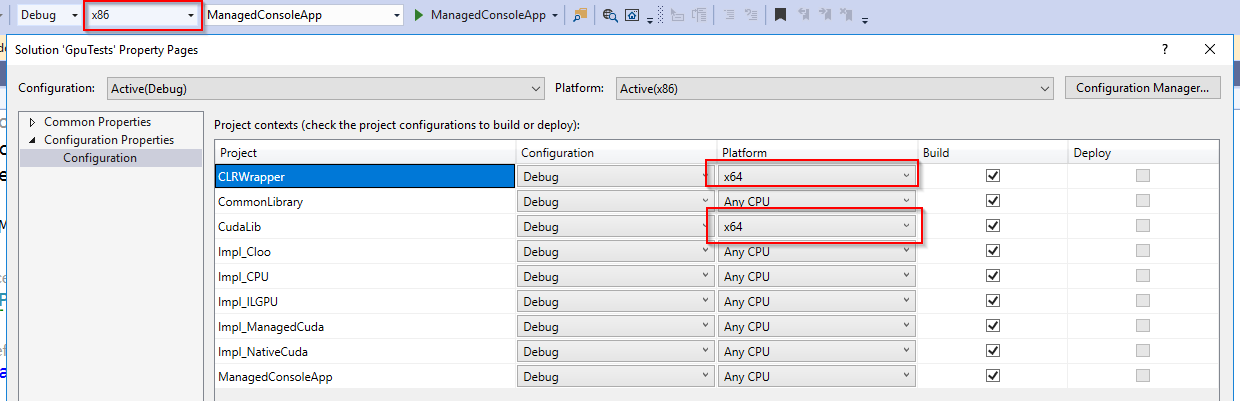 Debug x86 ManagedConsoleApp ManagedConsoleApp
Solution 'GpuTests' Property Pages ?
Configuration: Active(Debug) Platform: Active(x86) Configuration Manager...
Common Properties
Configuration Properties
Configuration
Project contexts (check the project configurations to build or deploy):
Project Configuration Platform Build Deploy
CLRWrapper Debug x64
CommonLibrary Debug Any CPU
CudaLib Debug x64
Impl_Cloo Debug Any CPU
Impl_CPU Debug Any CPU
Impl_ILGPU Debug Any CPU
Impl_ManagedCuda Debug Any CPU
Impl_NativeCuda Debug Any CPU
ManagedConsoleApp Debug Any CPU